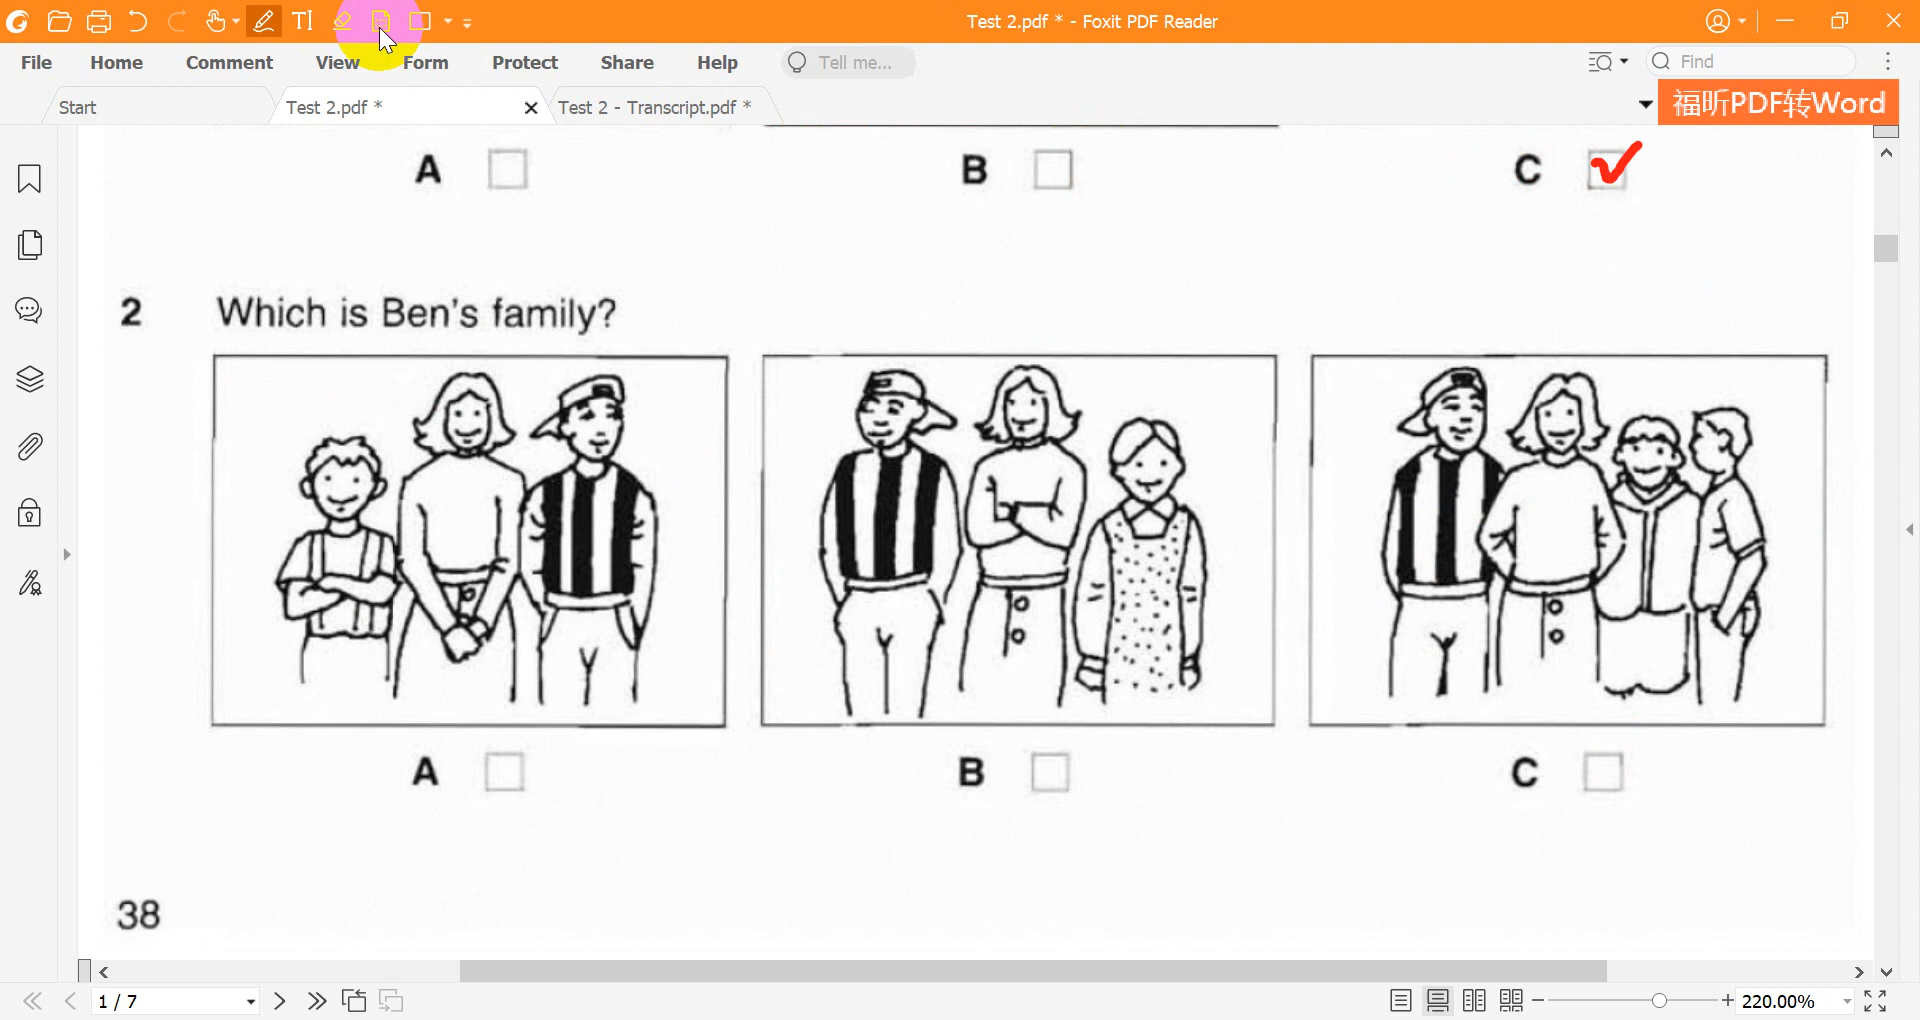 Test 2.pdf * - Foxit PDF Reader
File Home Comment View Form Protect Share Help Tell me... Find
Start Test 2.pdf * Test 2 - Transcript.pdf * 福昕PDF转Word
A B C
2 Which is Ben's family?
A B C
38
1 / 7 220.00%